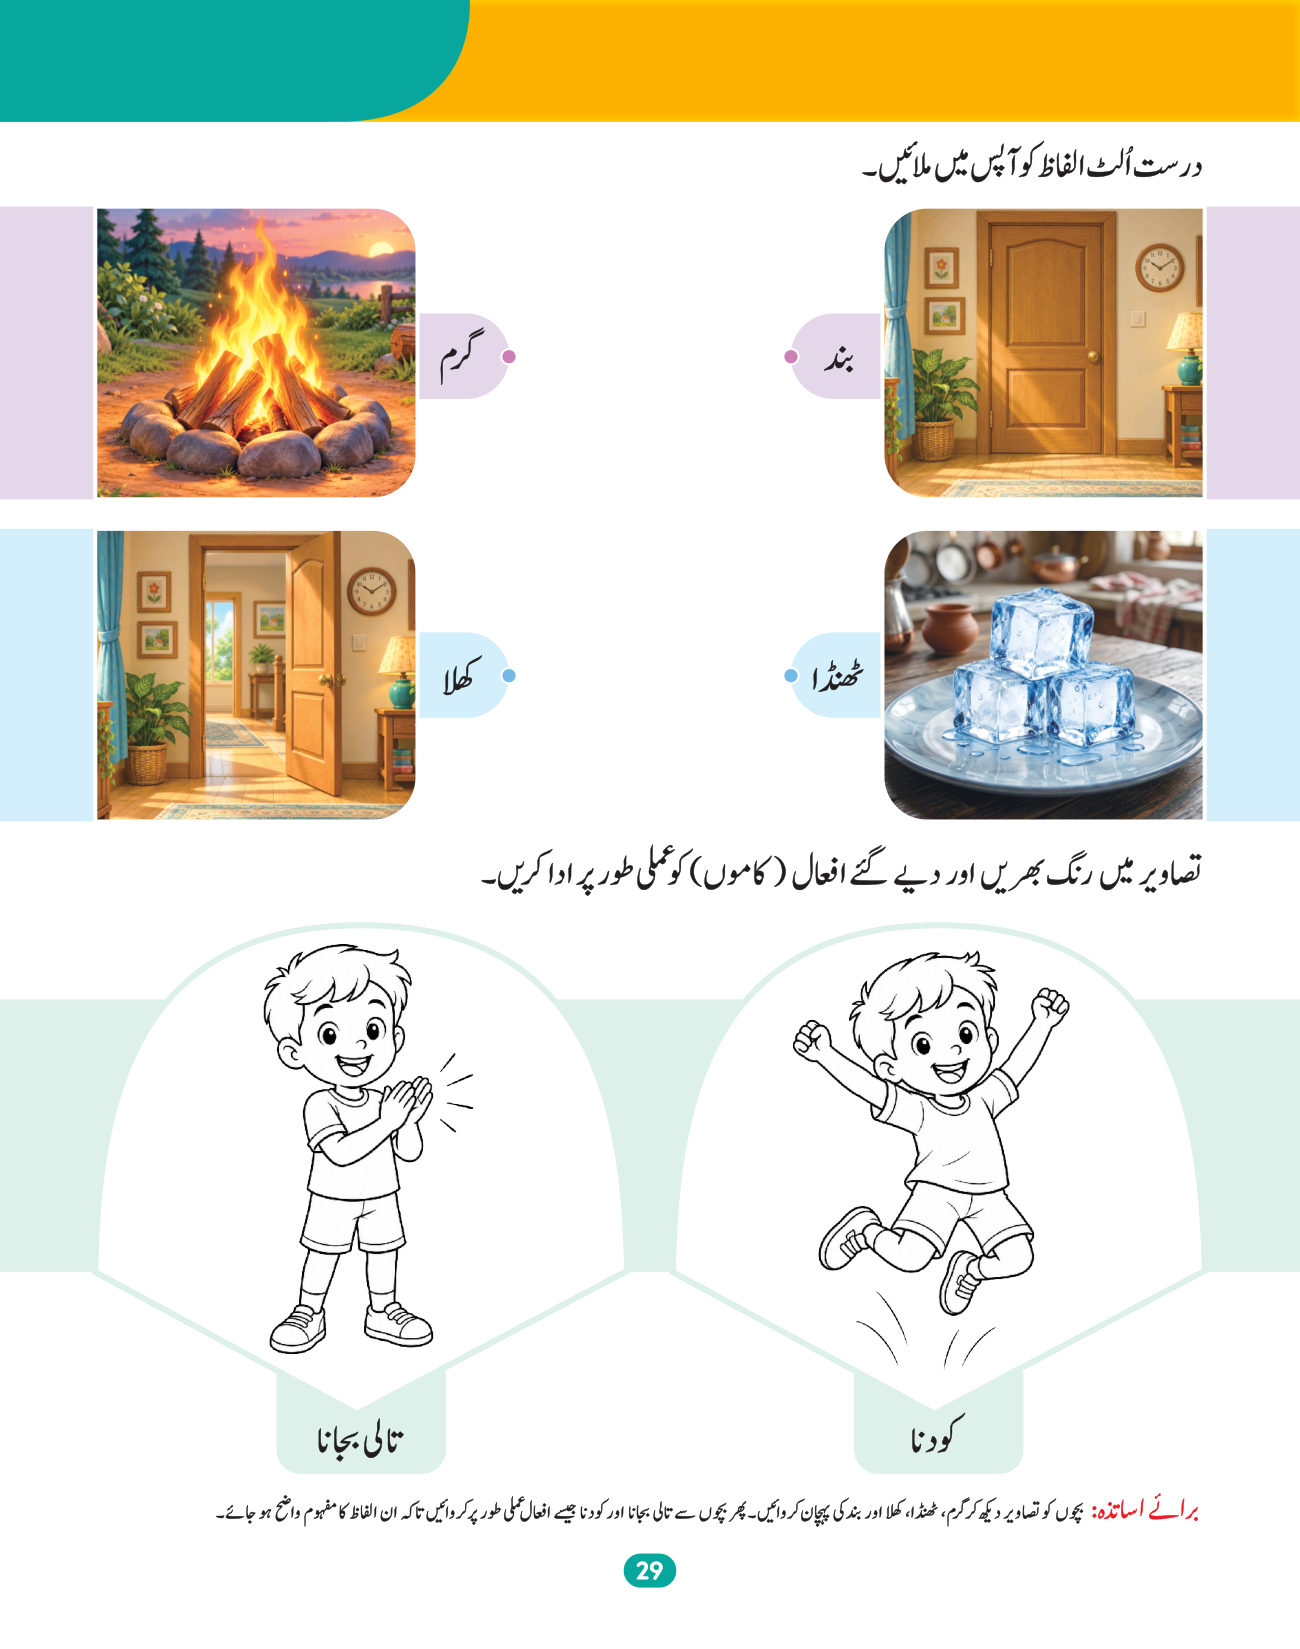 درست اُلٹ الفاظ کو آپس میں ملائیں۔
بند
گرم
ٹھنڈا
کھلا
تصاویر میں رنگ بھریں اور دیے گئے افعال (کاموں) کو عملی طور پر ادا کریں۔
کودنا
تالی بجانا
برائے اساتذہ: بچوں کو تصاویر دیکھ کر گرم، ٹھنڈا، کھلا اور بند کی پہچان کروائیں۔ پھر بچوں سے تالی بجانا اور کودنا جیسے افعال عملی طور پر کروائیں تاکہ ان الفاظ کا مفہوم واضح ہو جائے۔
29